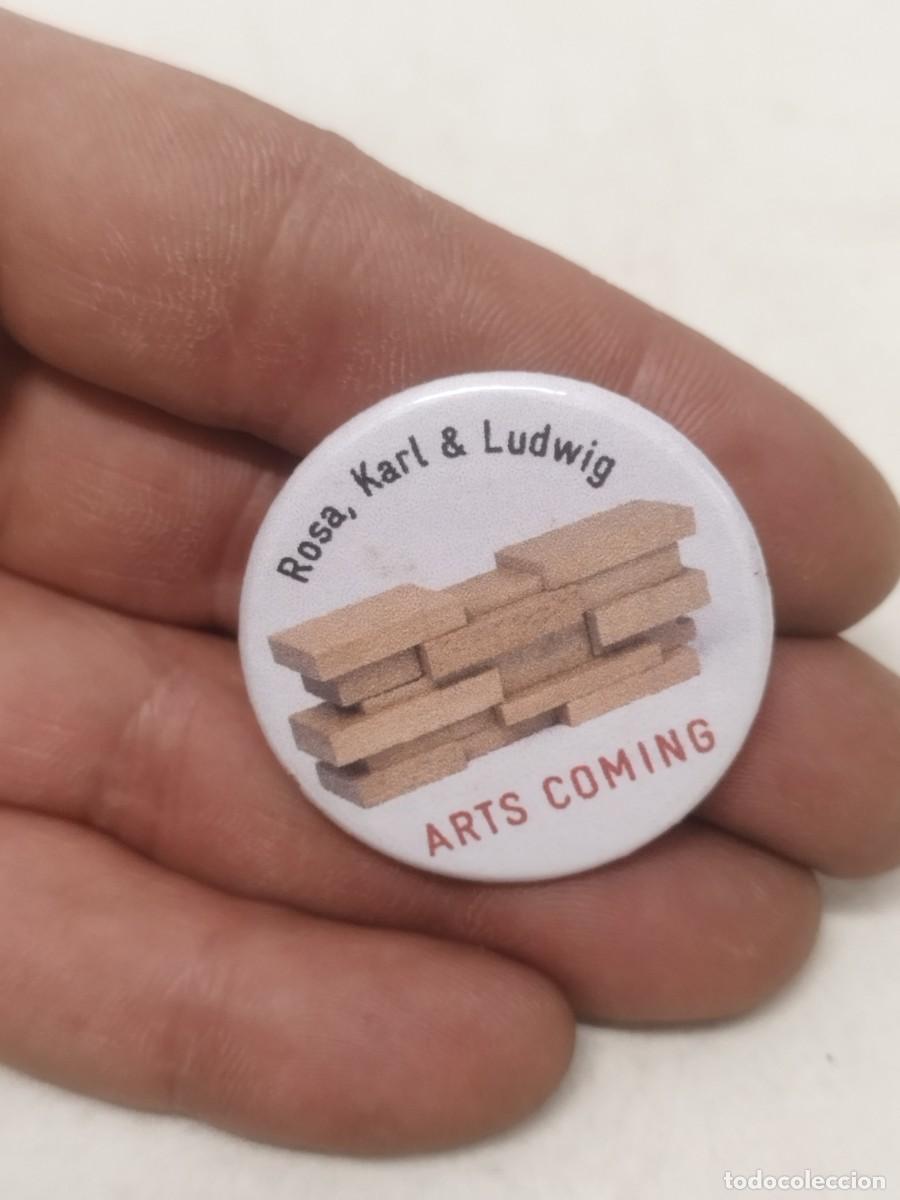 Rosa, Karl & Ludwig
ARTS COMING
todocoleccion